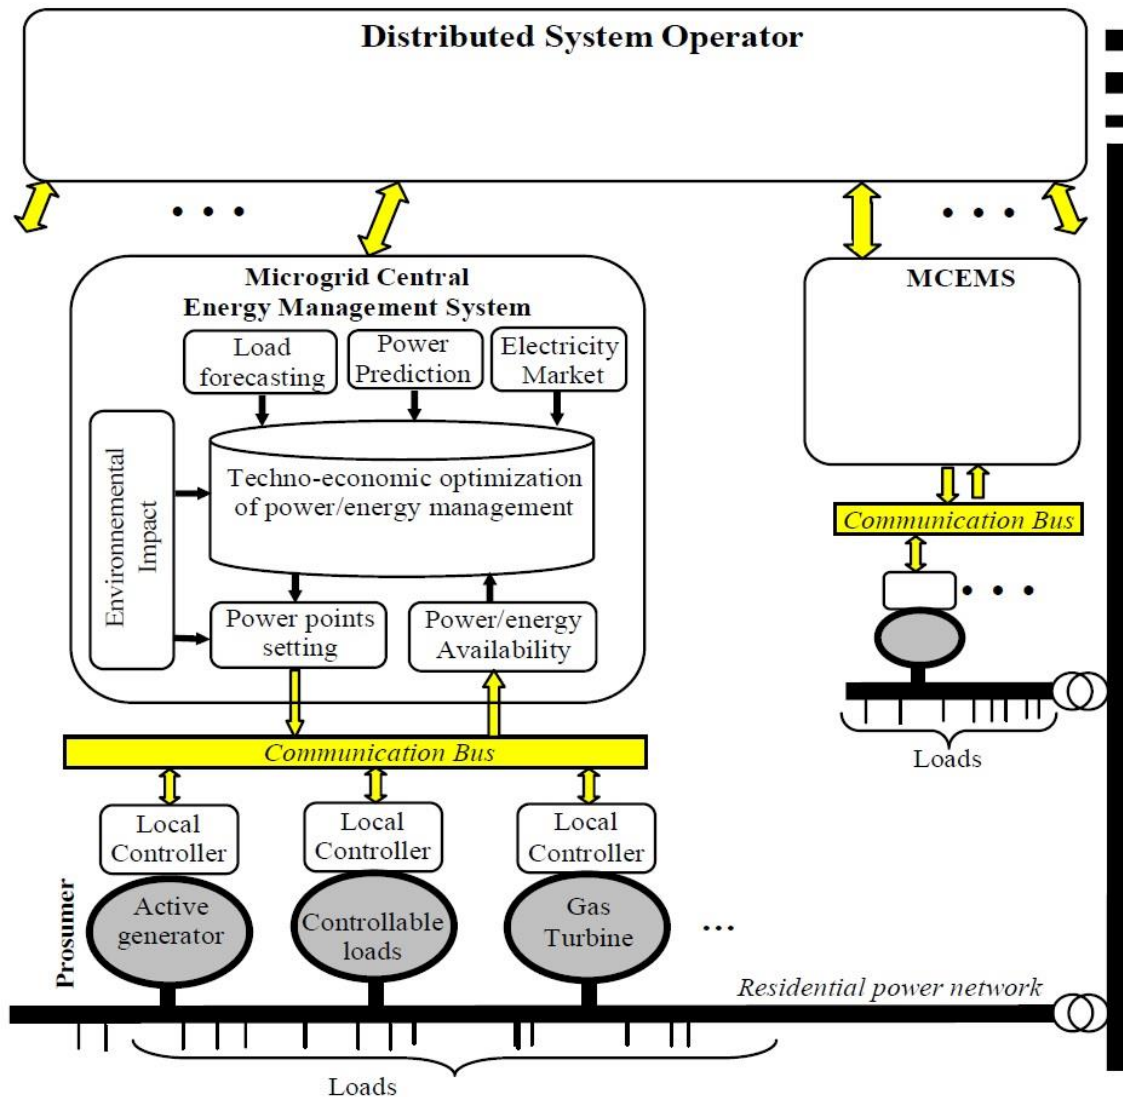 Distributed System Operator
• • •
• • •
Microgrid Central
Energy Management System
MCEMS
Load
forecasting
Power
Prediction
Electricity
Market
Environnemental
Impact
Techno-economic optimization
of power/energy management
Power points
setting
Power/energy
Availability
Communication Bus
• • •
Loads
Communication Bus
Local
Controller
Local
Controller
Local
Controller
Prosumer
Active
generator
Controllable
loads
Gas
Turbine
...
Residential power network
Loads